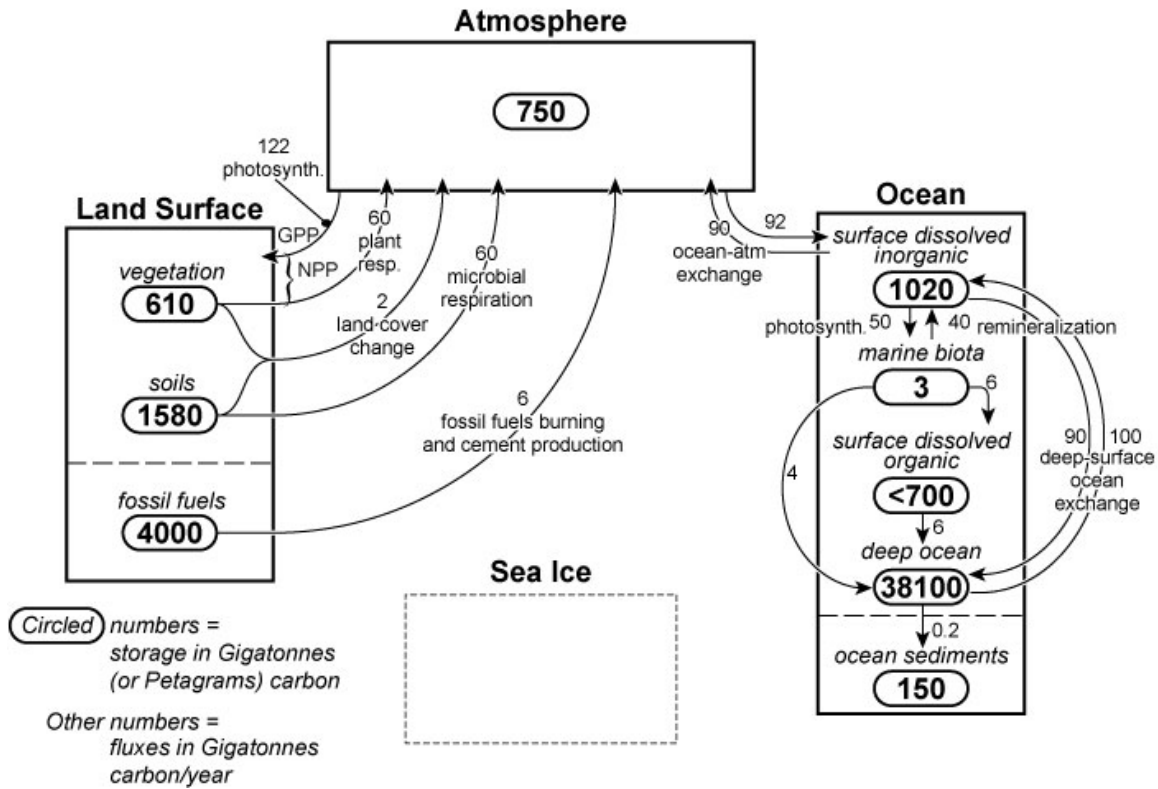 Atmosphere
750
122
photosynth.
Land Surface
GPP
NPP
60
plant
resp.
vegetation
610
2
land-cover
change
60
microbial
respiration
soils
1580
6
fossil fuels burning
and cement production
fossil fuels
4000
90
ocean-atm
exchange
92
Ocean
surface dissolved
inorganic
1020
photosynth. 50
40 remineralization
marine biota
3
6
4
surface dissolved
organic
<700
6
90 100
deep-surface
ocean
exchange
deep ocean
38100
0.2
ocean sediments
150
Sea Ice
Circled numbers =
storage in Gigatonnes
(or Petagrams) carbon
Other numbers =
fluxes in Gigatonnes
carbon/year